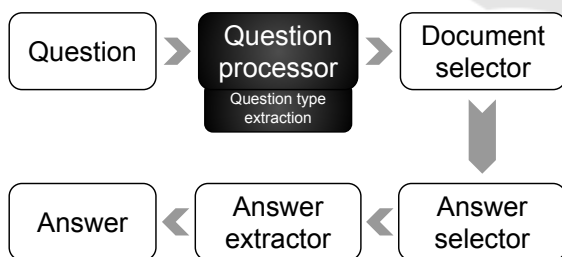 Question
Question
processor
Question type
extraction
Document
selector
Answer
Answer
extractor
Answer
selector